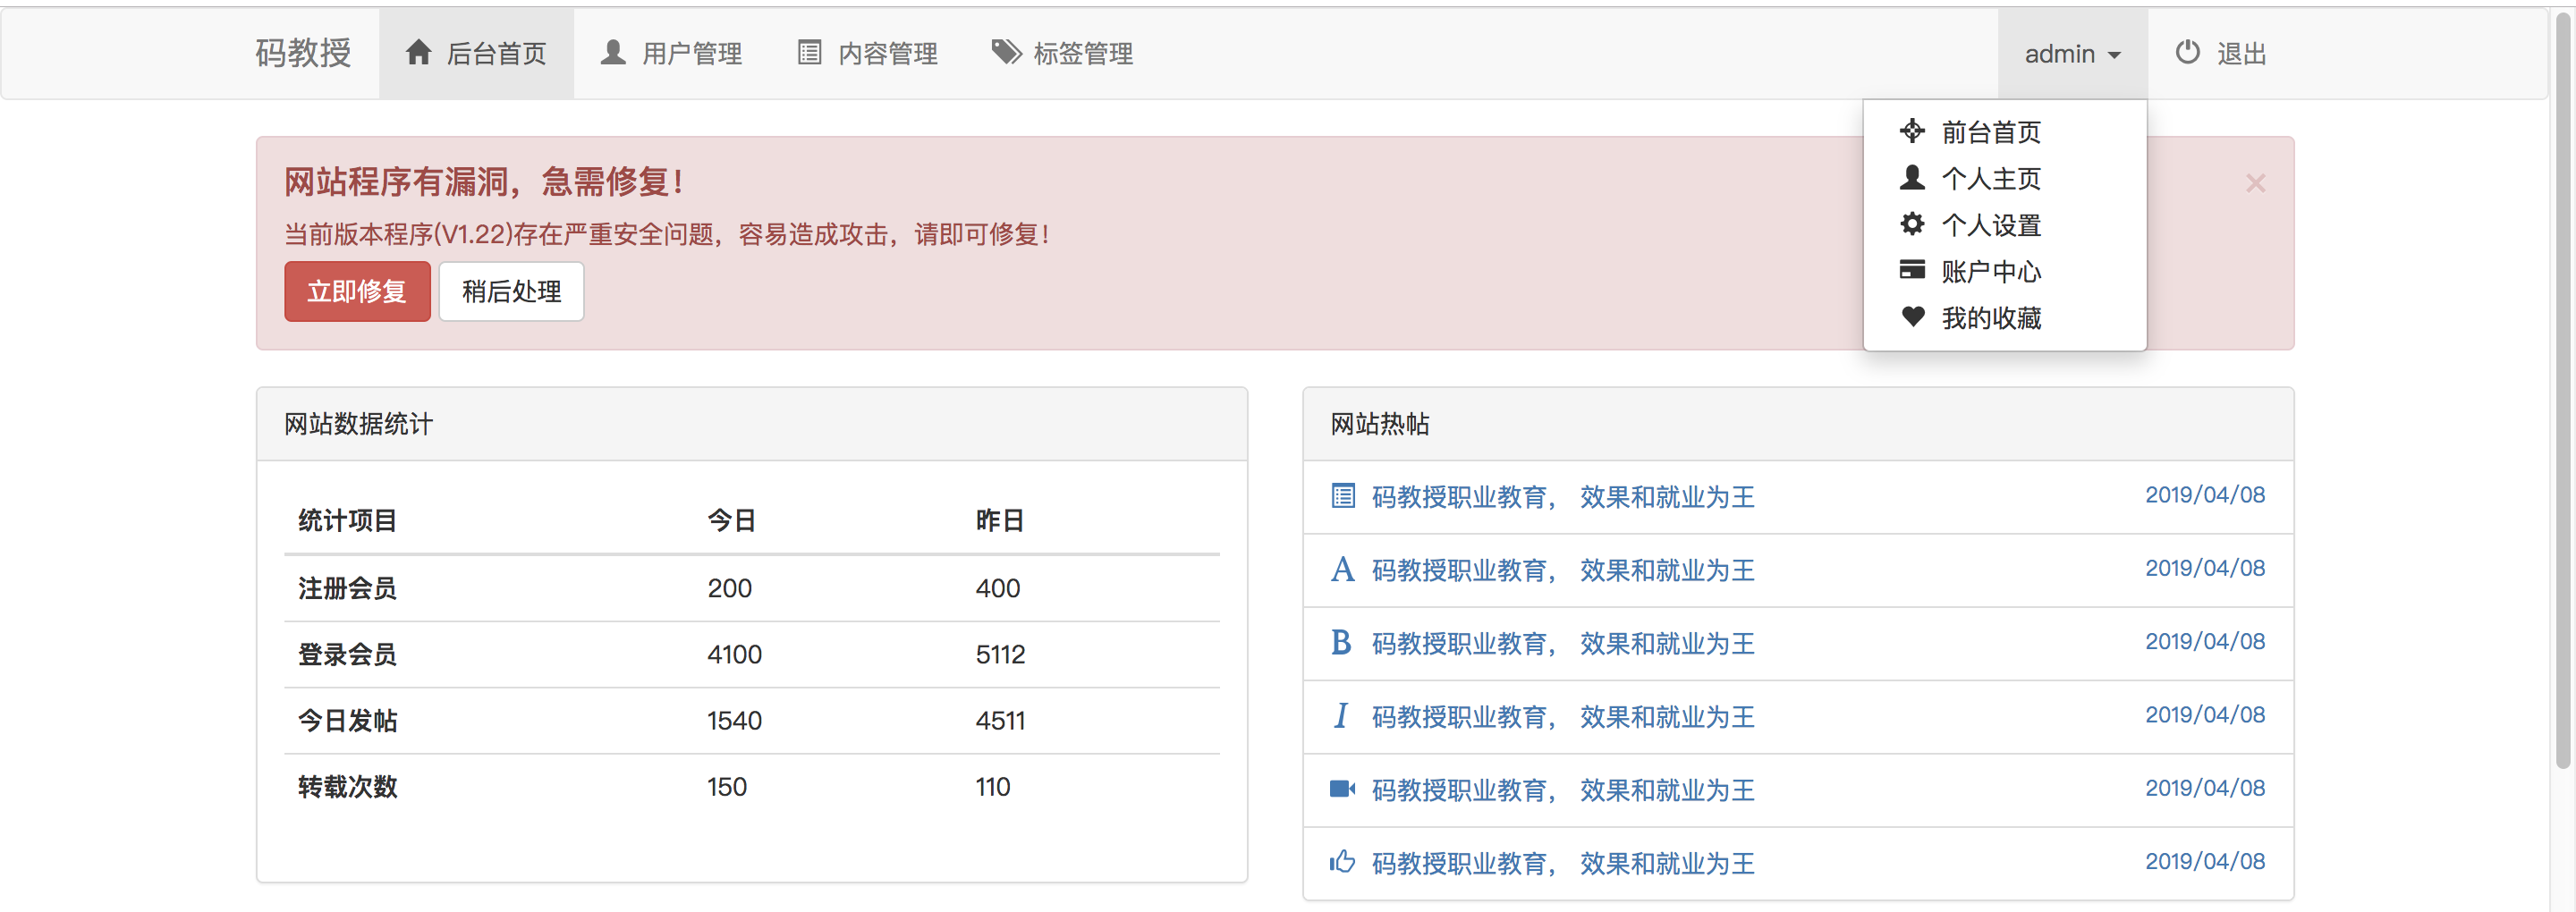 码教授 后台首页 用户管理 内容管理 标签管理 admin 退出
前台首页
个人主页
个人设置
账户中心
我的收藏
网站程序有漏洞，急需修复！
当前版本程序(V1.22)存在严重安全问题，容易造成攻击，请即可修复！
立即修复 稍后处理
网站数据统计
统计项目 今日 昨日
注册会员 200 400
登录会员 4100 5112
今日发帖 1540 4511
转载次数 150 110
网站热帖
码教授职业教育， 效果和就业为王 2019/04/08
码教授职业教育， 效果和就业为王 2019/04/08
码教授职业教育， 效果和就业为王 2019/04/08
码教授职业教育， 效果和就业为王 2019/04/08
码教授职业教育， 效果和就业为王 2019/04/08
码教授职业教育， 效果和就业为王 2019/04/08